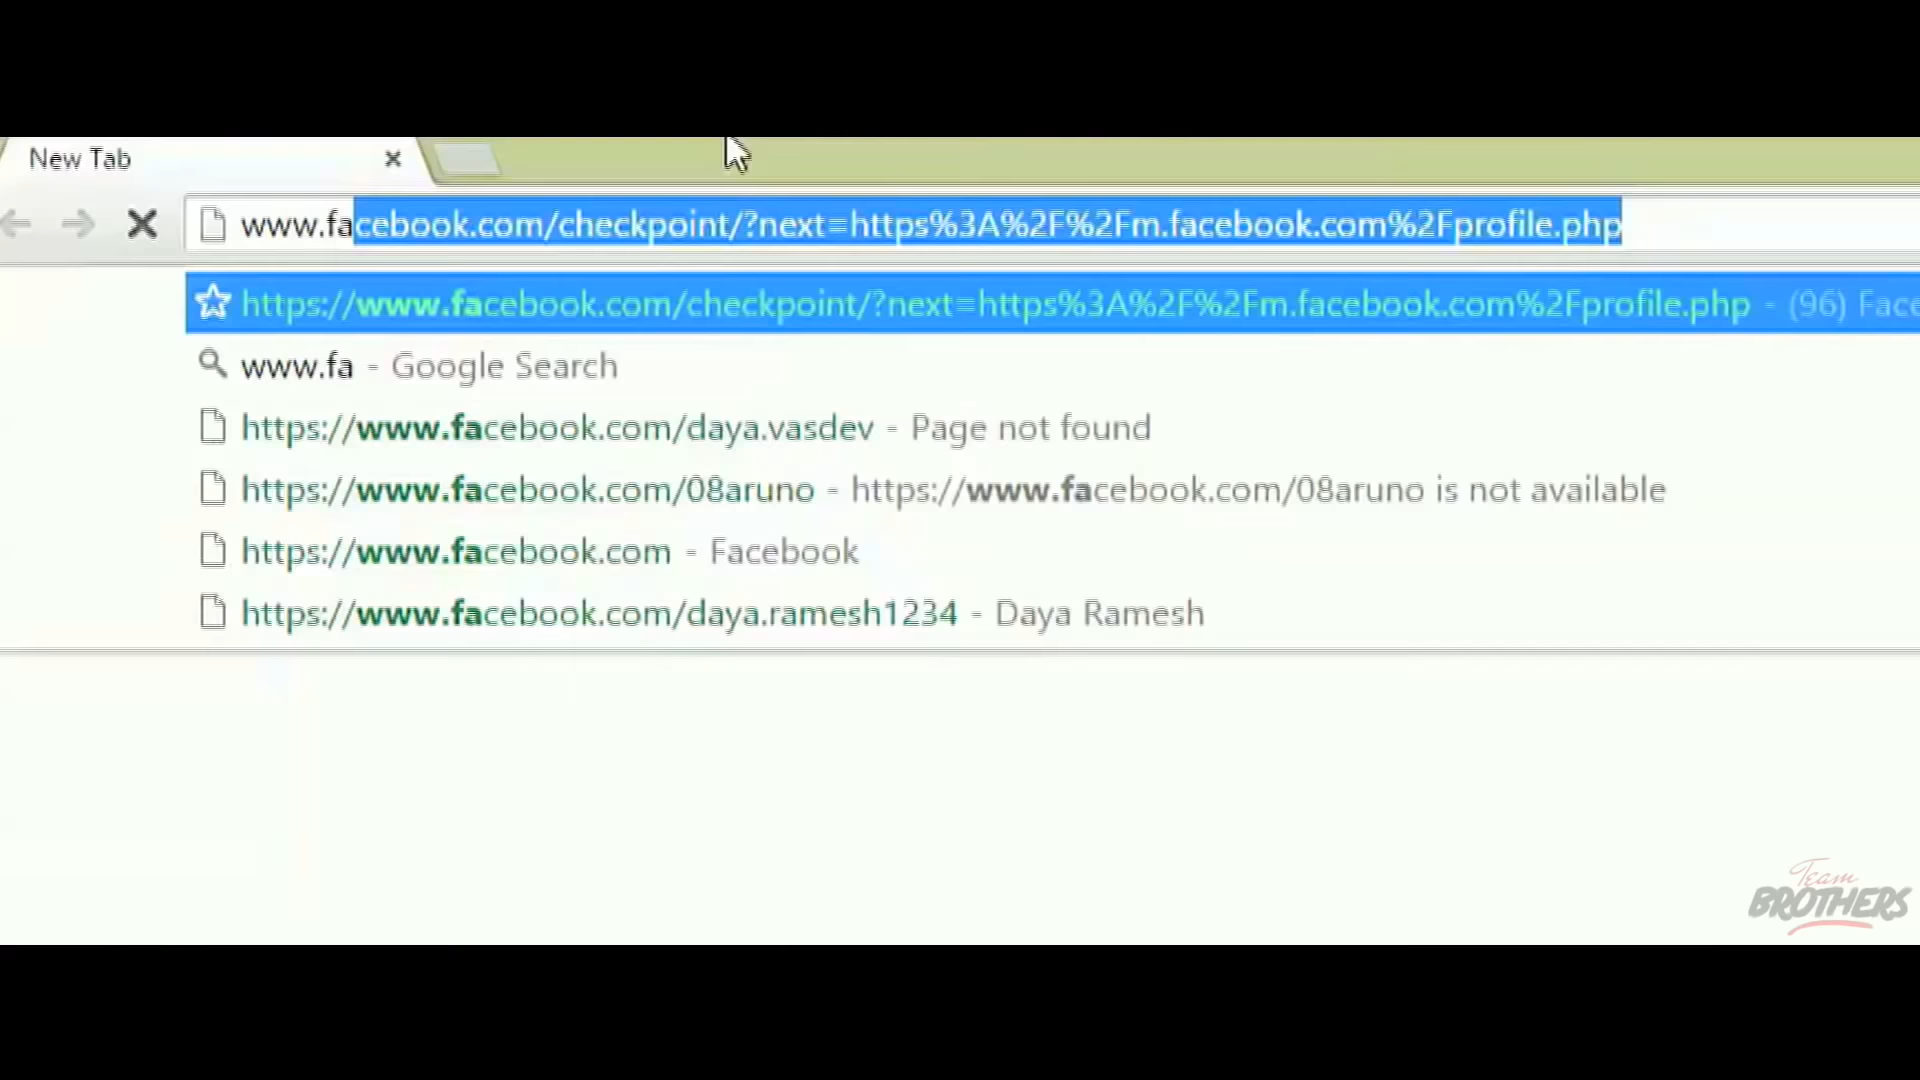 New Tab
www.facebook.com/checkpoint/?next=https%3A%2F%2Fm.facebook.com%2Fprofile.php
https://www.facebook.com/checkpoint/?next=https%3A%2F%2Fm.facebook.com%2Fprofile.php - (96) Face
www.fa - Google Search
https://www.facebook.com/daya.vasdev - Page not found
https://www.facebook.com/08aruno - https://www.facebook.com/08aruno is not available
https://www.facebook.com - Facebook
https://www.facebook.com/daya.ramesh1234 - Daya Ramesh
Team
BROTHERS